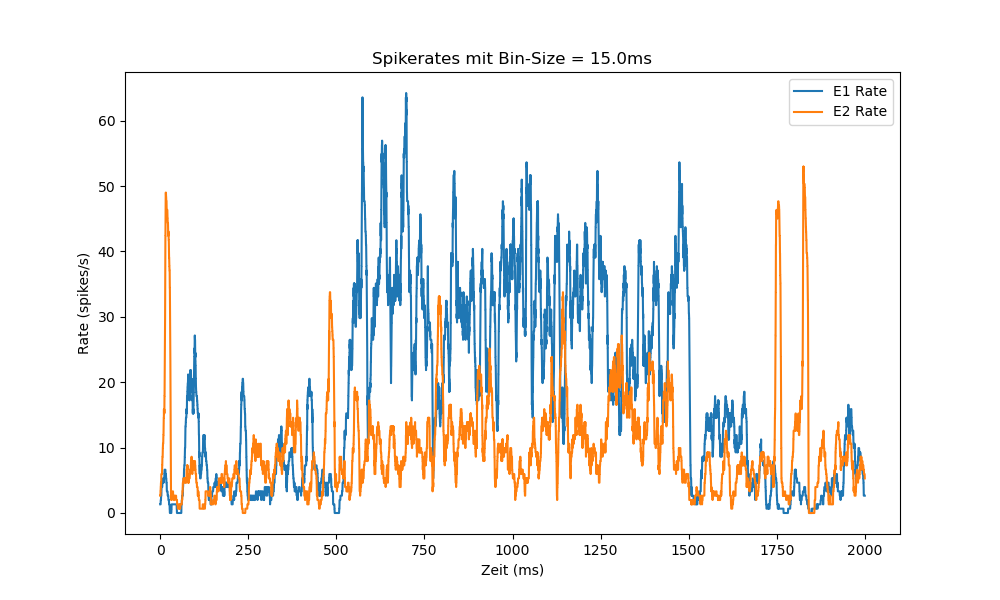 Spikerates mit Bin-Size = 15.0ms
E1 Rate
E2 Rate
Rate (spikes/s)
60
50
40
30
20
10
0
0 250 500 750 1000 1250 1500 1750 2000
Zeit (ms)